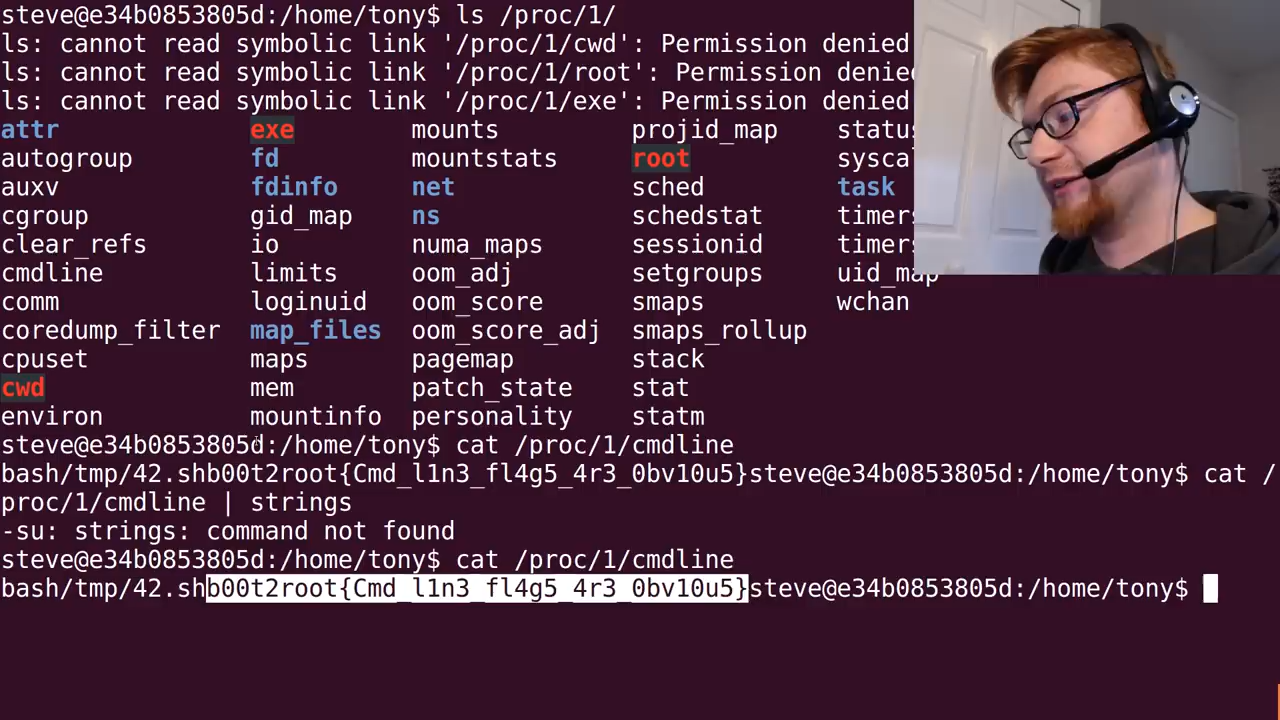 steve@e34b0853805d:/home/tony$ ls /proc/1/
ls: cannot read symbolic link '/proc/1/cwd': Permission denied
ls: cannot read symbolic link '/proc/1/root': Permission denied
ls: cannot read symbolic link '/proc/1/exe': Permission denied
attr exe mounts projid_map status
autogroup fd mountstats root
auxv fdinfo net sched task
cgroup gid_map ns schedstat
clear_refs io numa_maps sessionid
cmdline limits oom_adj setgroups uid_map
comm loginuid oom_score smaps wchan
coredump_filter map_files oom_score_adj smaps_rollup
cpuset maps pagemap stack
cwd mem patch_state stat
environ mountinfo personality statm
steve@e34b0853805d:/home/tony$ cat /proc/1/cmdline
bash/tmp/42.shb00t2root{Cmd_l1n3_fl4g5_4r3_0bv10u5}steve@e34b0853805d:/home/tony$ cat /
proc/1/cmdline | strings
-su: strings: command not found
steve@e34b0853805d:/home/tony$ cat /proc/1/cmdline
bash/tmp/42.shb00t2root{Cmd_l1n3_fl4g5_4r3_0bv10u5}steve@e34b0853805d:/home/tony$